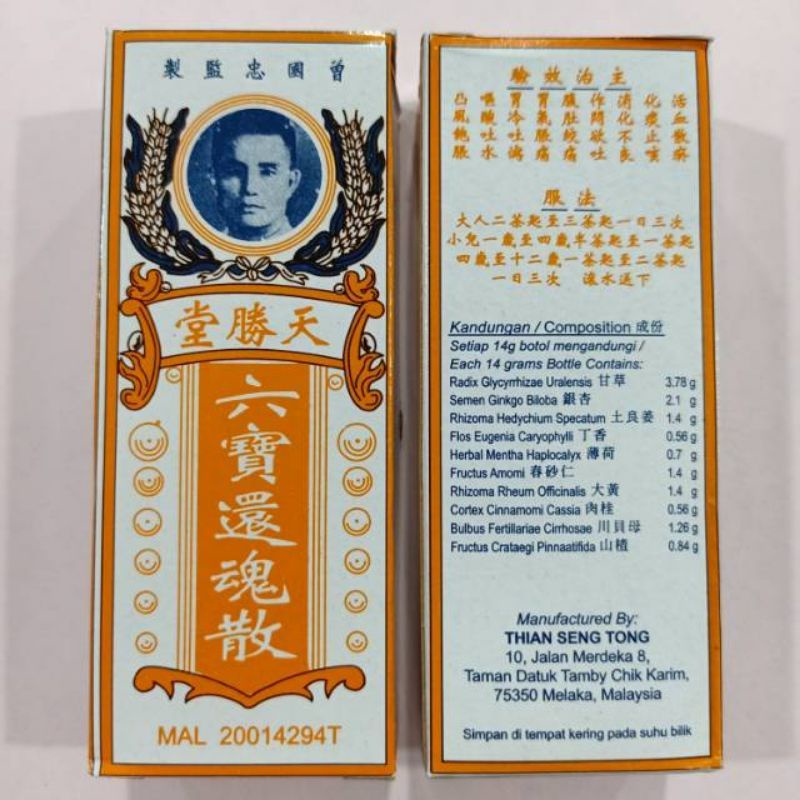 曾國忠監製
天勝堂
六寶還魂散
MAL 20014294T
主治效驗
活血散瘀
化痰止咳
消化不良
作悶欲吐
腹肚絞痛
胃氣脹痛
胃冷吐瀉
嘔酸吐水
凸風飽脹
服法
大人二茶匙至三茶匙一日三次
小兒一歲至四歲半茶匙至一茶匙
四歲至十二歲一茶匙至二茶匙
一日三次 滾水送下
Kandungan / Composition 成份
Setiap 14g botol mengandungi /
Each 14 grams Bottle Contains:
Radix Glycyrrhizae Uralensis 甘草 3.78 g
Semen Ginkgo Biloba 銀杏 2.1 g
Rhizoma Hedychium Specatum 土良姜 1.4 g
Flos Eugenia Caryophylli 丁香 0.56 g
Herbal Mentha Haplocalyx 薄荷 0.7 g
Fructus Amomi 春砂仁 1.4 g
Rhizoma Rheum Officinalis 大黃 1.4 g
Cortex Cinnamomi Cassia 肉桂 0.56 g
Bulbus Fertillariae Cirrhosae 川貝母 1.26 g
Fructus Crataegi Pinnaatifida 山楂 0.84 g
Manufactured By:
THIAN SENG TONG
10, Jalan Merdeka 8,
Taman Datuk Tamby Chik Karim,
75350 Melaka, Malaysia
Simpan di tempat kering pada suhu bilik